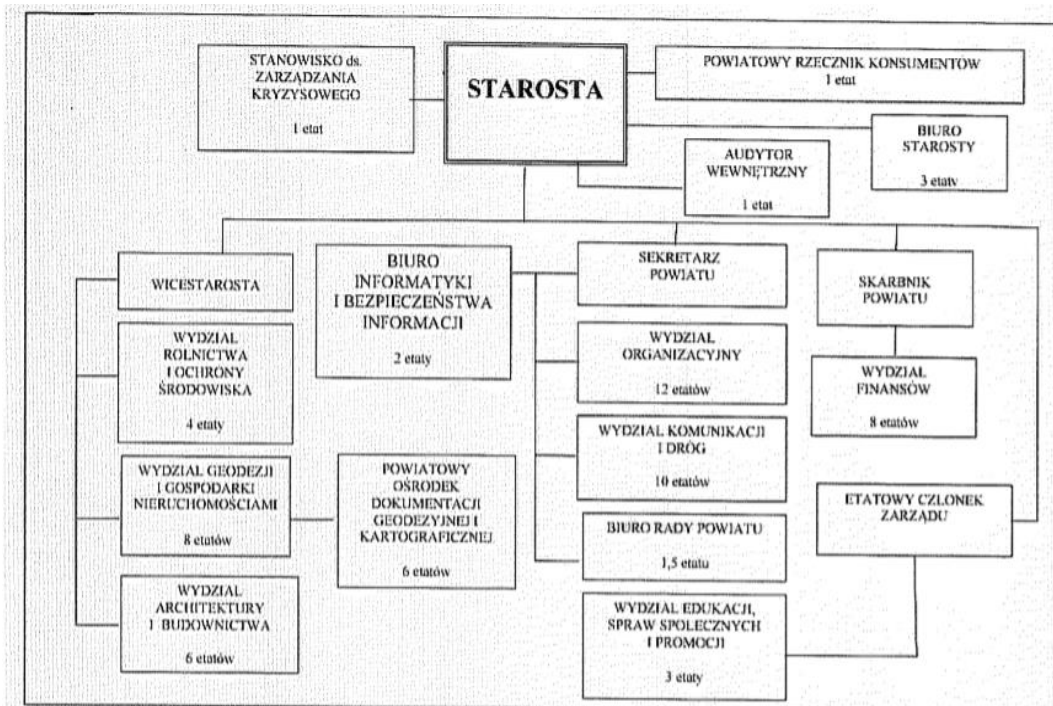 STANOWISKO ds.
ZARZĄDZANIA
KRYZYSOWEGO
1 etat
STAROSTA
POWIATOWY RZECZNIK KONSUMENTÓW
1 etat
BIURO
STAROSTY
3 etaty
AUDYTOR
WEWNĘTRZNY
1 etat
WICESTAROSTA
BIURO
INFORMATYKI
I BEZPIECZEŃSTWA
INFORMACJI
2 etaty
SEKRETARZ
POWIATU
SKARBNIK
POWIATU
WYDZIAŁ
ROLNICTWA
I OCHRONY
ŚRODOWISKA
4 etaty
WYDZIAŁ
ORGANIZACYJNY
12 etatów
WYDZIAŁ
FINANSÓW
8 etatów
WYDZIAŁ GEODEZJI
I GOSPODARKI
NIERUCHOMOŚCIAMI
8 etatów
POWIATOWY
OŚRODEK
DOKUMENTACJI
GEODEZYJNEJ I
KARTOGRAFICZNEJ
6 etatów
WYDZIAŁ KOMUNIKACJI
I DRÓG
10 etatów
ETATOWY CZŁONEK
ZARZĄDU
BIURO RADY POWIATU
1,5 etatu
WYDZIAŁ
ARCHITEKTURY
I BUDOWNICTWA
6 etatów
WYDZIAŁ EDUKACJI,
SPRAW SPOŁECZNYCH
I PROMOCJI
3 etaty